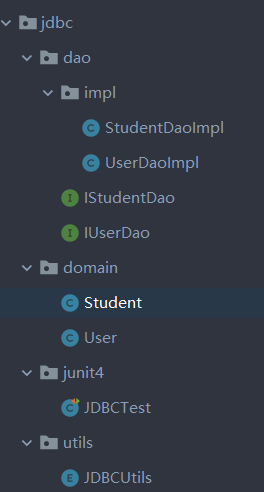 jdbc
dao
impl
C StudentDaoImpl
C UserDaoImpl
I IStudentDao
I IUserDao
domain
C Student
C User
junit4
C JDBCTest
utils
E JDBCUtils